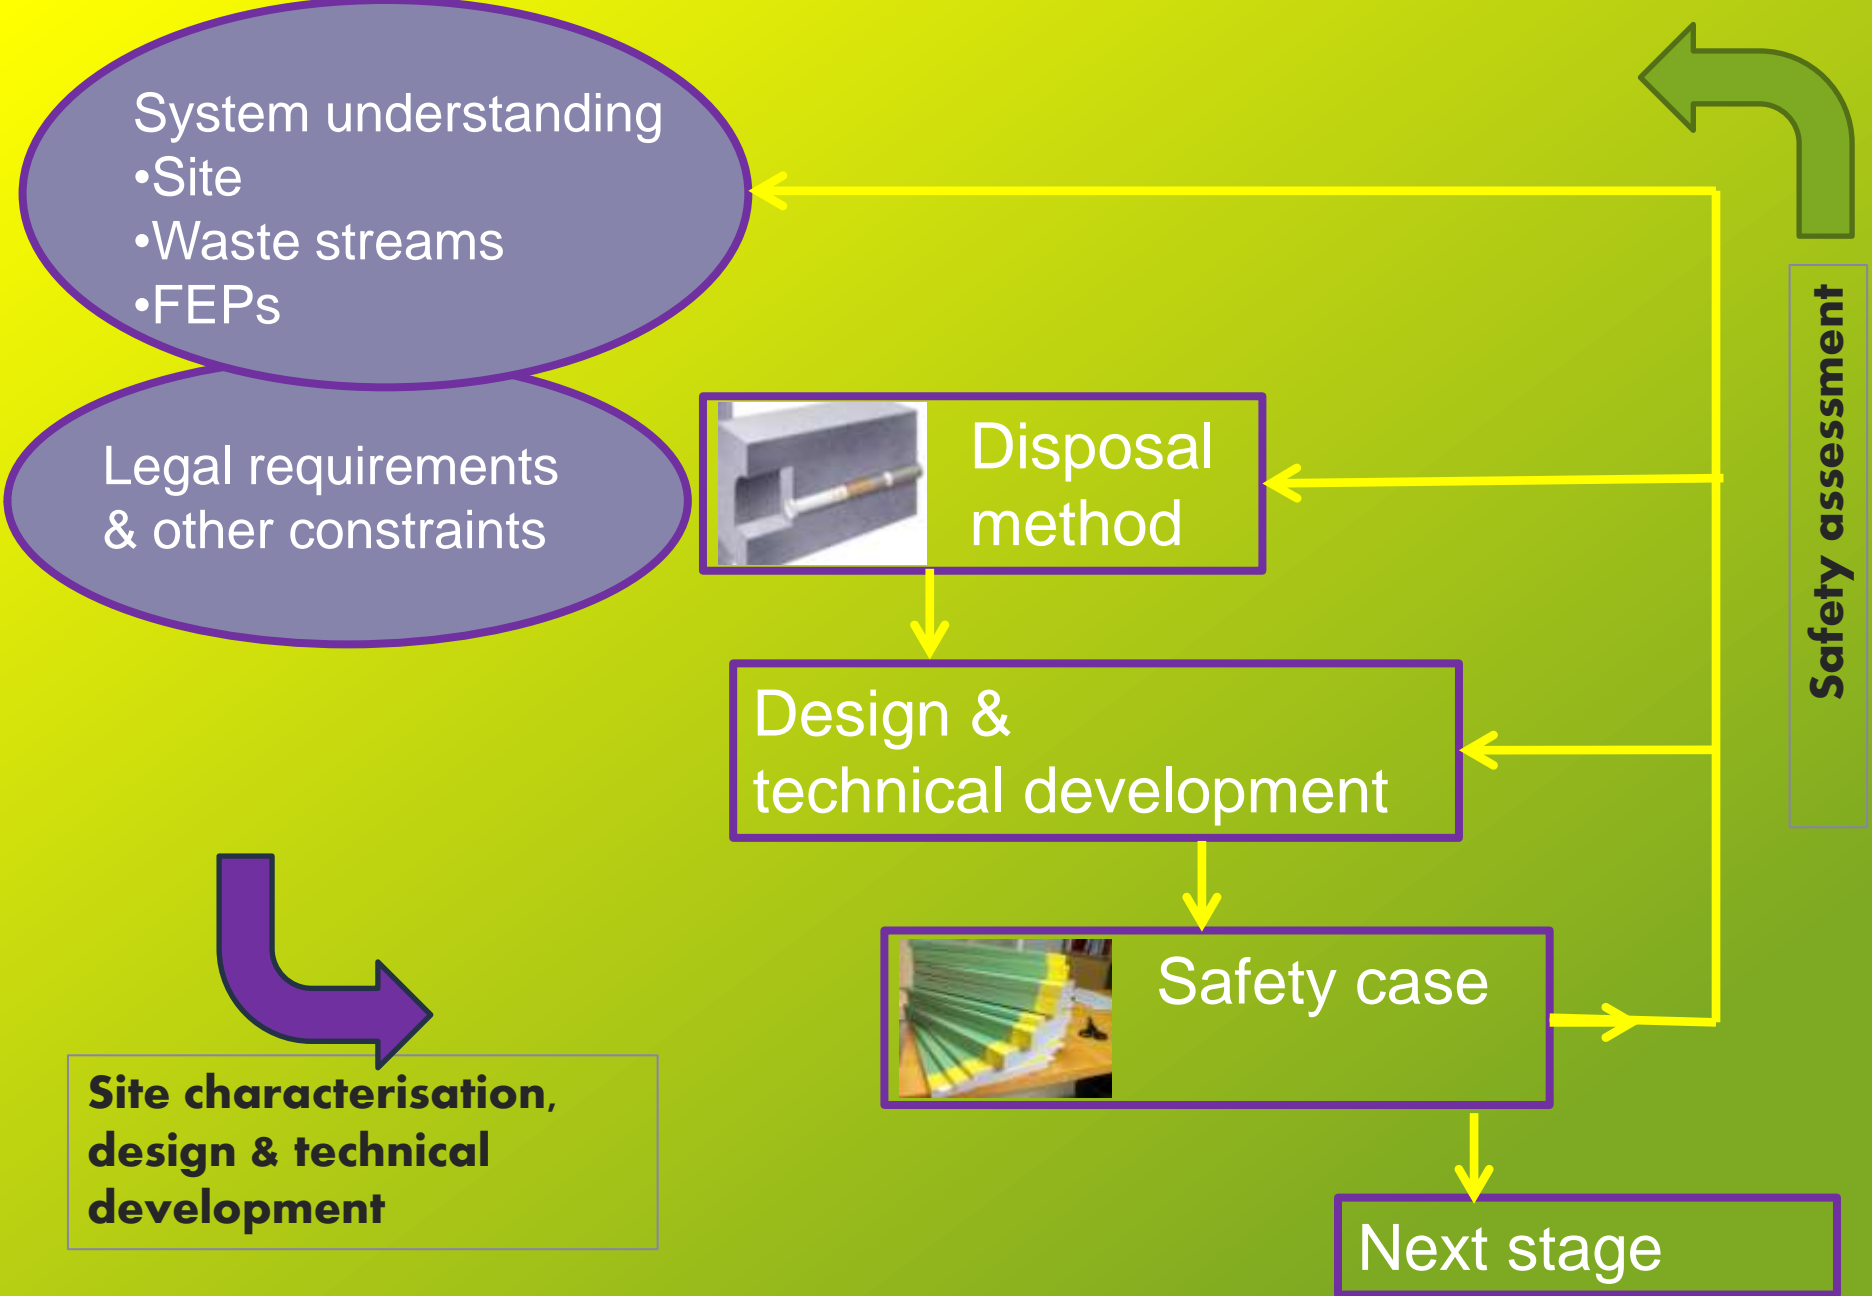 System understanding
•Site
•Waste streams
•FEPs
Legal requirements
& other constraints
Disposal
method
Design &
technical development
Safety case
Next stage
Safety assessment
Site characterisation,
design & technical
development